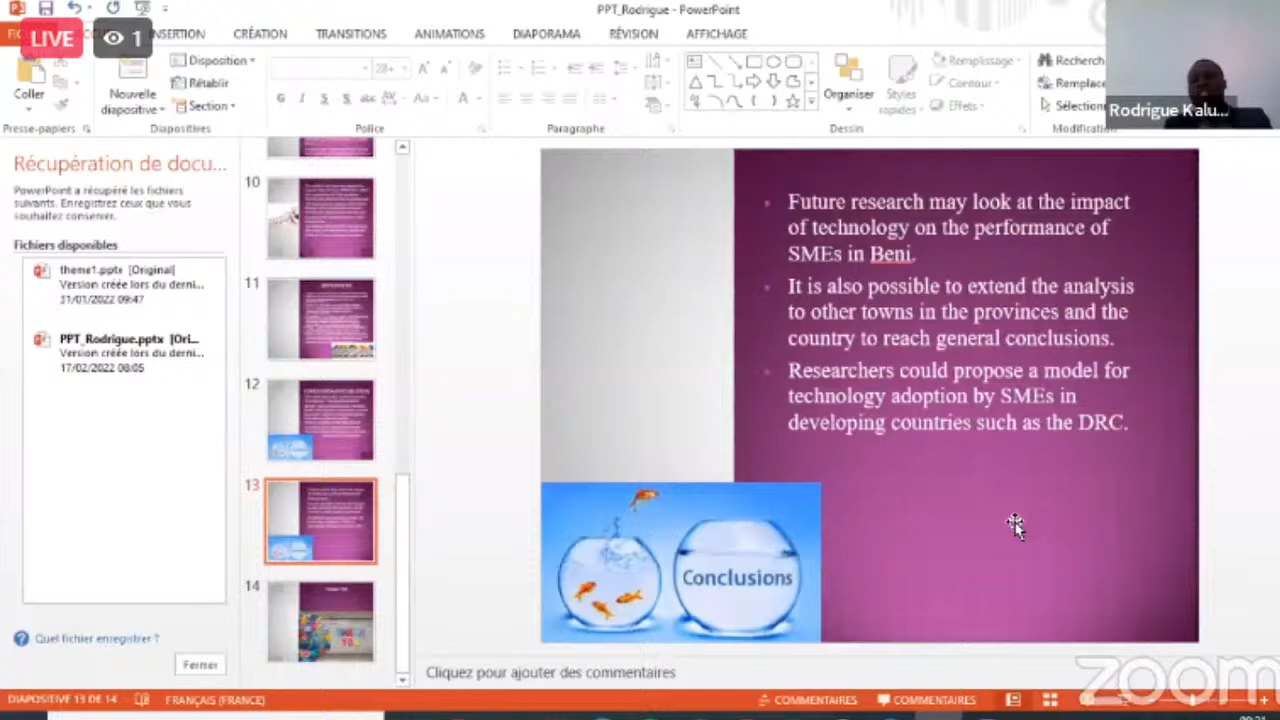 PPT_Rodrigue - PowerPoint
LIVE
1
INSERTION
CRÉATION
TRANSITIONS
ANIMATIONS
DIAPORAMA
RÉVISION
AFFICHAGE
Coller
Nouvelle
diapositive
Disposition
Rétablir
Section
28
Organiser
Styles
rapides
Remplissage
Contour
Effets
Recherch
Remplace
Sélection
Presse-papiers
Diapositives
Police
Paragraphe
Dessin
Modification
Rodrigue Kalu...
Récupération de docu...
PowerPoint a récupéré les fichiers
suivants. Enregistrez ceux que vous
souhaitez conserver.
Fichiers disponibles
theme1.pptx [Original]
Version créée lors du derni...
31/01/2022 09:47
PPT_Rodrigue.pptx [Ori...
Version créée lors du derni...
17/02/2022 08:05
Quel fichier enregistrer ?
Fermer
10
11
12
13
14
Future research may look at the impact
of technology on the performance of
SMEs in Beni.
It is also possible to extend the analysis
to other towns in the provinces and the
country to reach general conclusions.
Researchers could propose a model for
technology adoption by SMEs in
developing countries such as the DRC.
Conclusions
Cliquez pour ajouter des commentaires
zoom
DIAPOSITIVE 13 DE 14
FRANÇAIS (FRANCE)
COMMENTAIRES
COMMENTAIRES